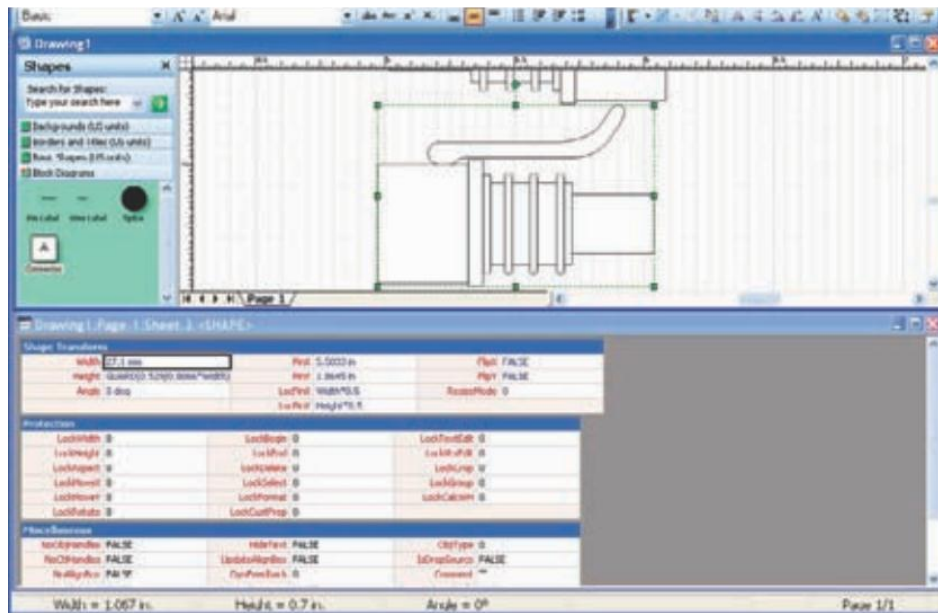 Basic Arial
Drawing1
Shapes
Search for Shapes:
Type your search here
Backgrounds (US units)
Borders and Titles (US units)
Basic Shapes (US units)
Block Diagrams
Connector
Page 1
Drawing1:Page 1:Sheet 3 <SHAPE>
Shape Transform
Width 27.1 mm FlipX FALSE
Height FlipY FALSE
Angle 0 deg LocPinX Width*0.5 ResizeMode 0
LocPinY Height*0.5
Protection
LockWidth 0 LockBegin 0 LockTextEdit 0
LockHeight 0 LockEnd 0 LockVtxEdit 0
LockAspect 0 LockDelete 0 LockCrop 0
LockMoveX 0 LockSelect 0 LockGroup 0
LockMoveY 0 LockFormat 0 LockCalcWH 0
LockRotate 0 LockCustProp 0
Miscellaneous
NoObjHandles FALSE HideText FALSE ObjType 0
NoCtlHandles FALSE UpdateAlignBox FALSE IsDropSource FALSE
NoAlignBox FALSE DynFeedback 0 Comment ""
Width = 1.067 in. Height = 0.7 in. Angle = 0° Page 1/1